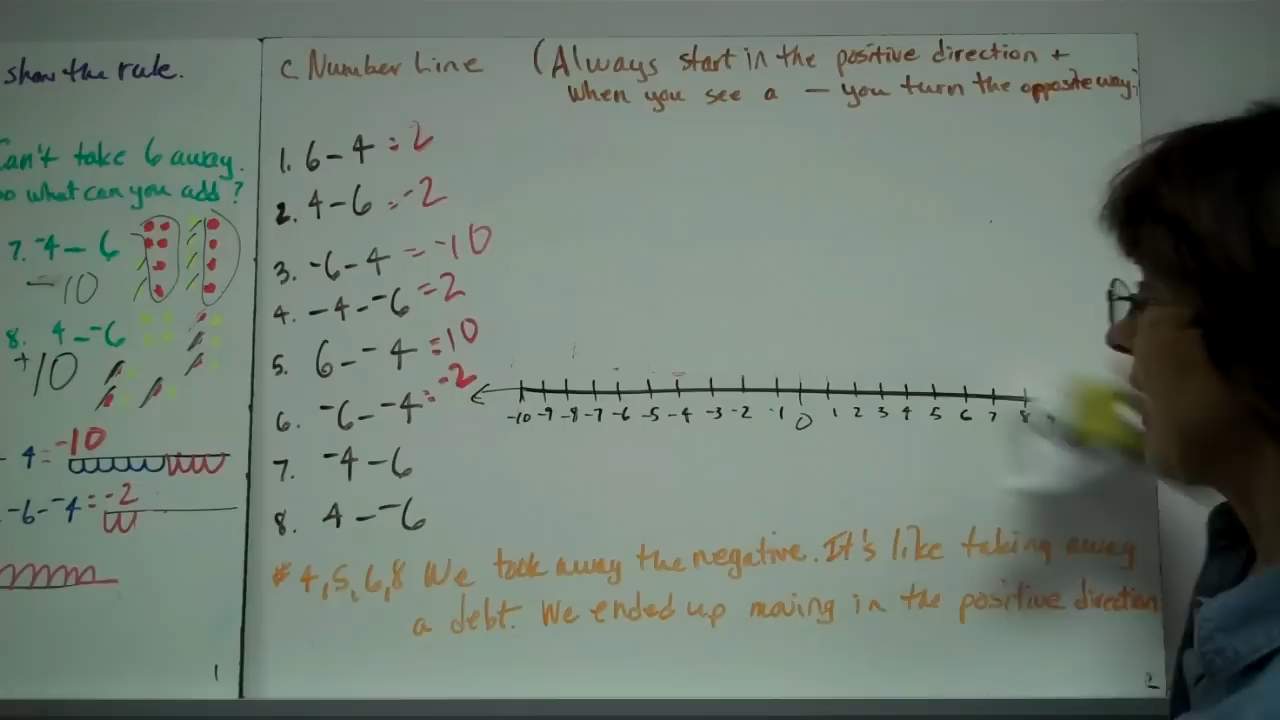 show the rule.
Can't take 6 away.
so what can you add?
7. -4 - 6
-10
8. 4 - -6
+10
- 4 = -10
-6 - -4 = -2
1
C Number Line (Always start in the positive direction +
when you see a — you turn the opposite way.
1. 6 - 4 = 2
2. 4 - 6 = -2
3. -6 - 4 = -10
4. -4 - -6 = 2
5. 6 - -4 = 10
6. -6 - -4 = -2
7. -4 - 6
8. 4 - -6
-10 -9 -8 -7 -6 -5 -4 -3 -2 -1 0 1 2 3 4 5 6 7 8
* 4, 5, 6, 8 We took away the negative. It's like taking away
a debt. We ended up moving in the positive direction
2